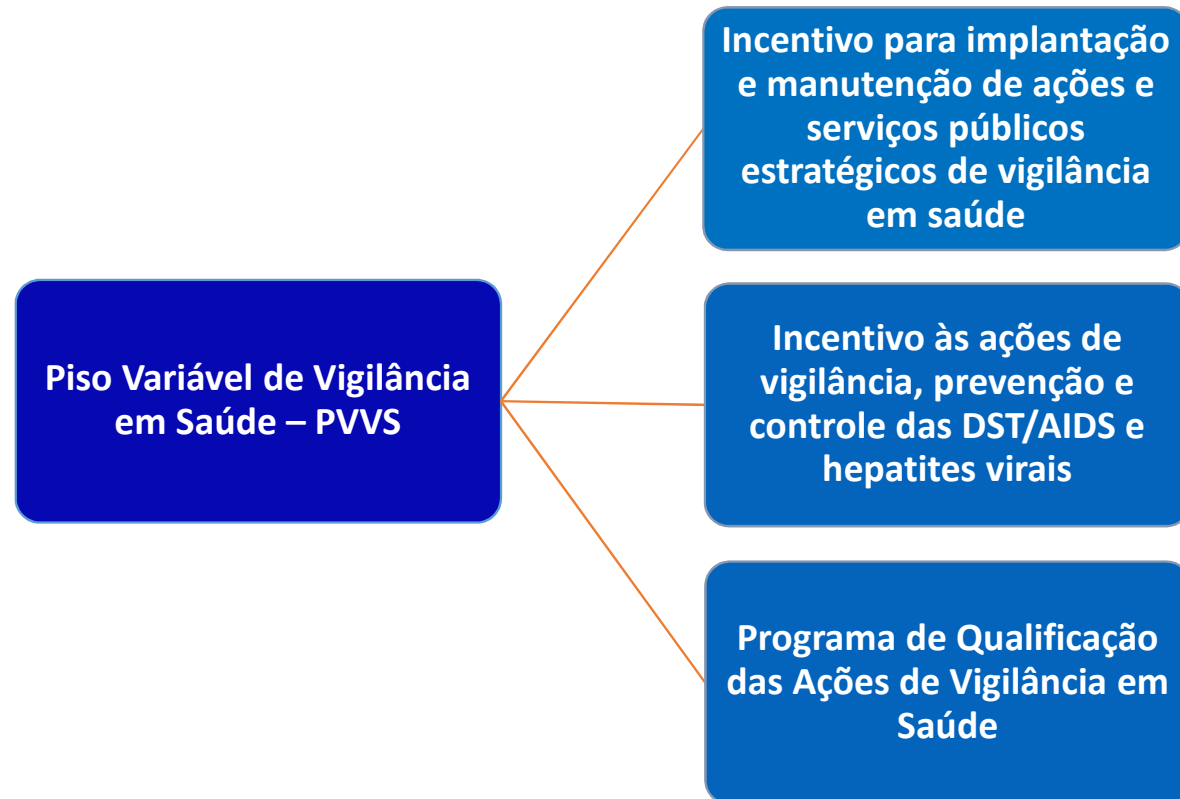 Piso Variável de Vigilância
em Saúde – PVVS
Incentivo para implantação
e manutenção de ações e
serviços públicos
estratégicos de vigilância
em saúde
Incentivo às ações de
vigilância, prevenção e
controle das DST/AIDS e
hepatites virais
Programa de Qualificação
das Ações de Vigilância em
Saúde